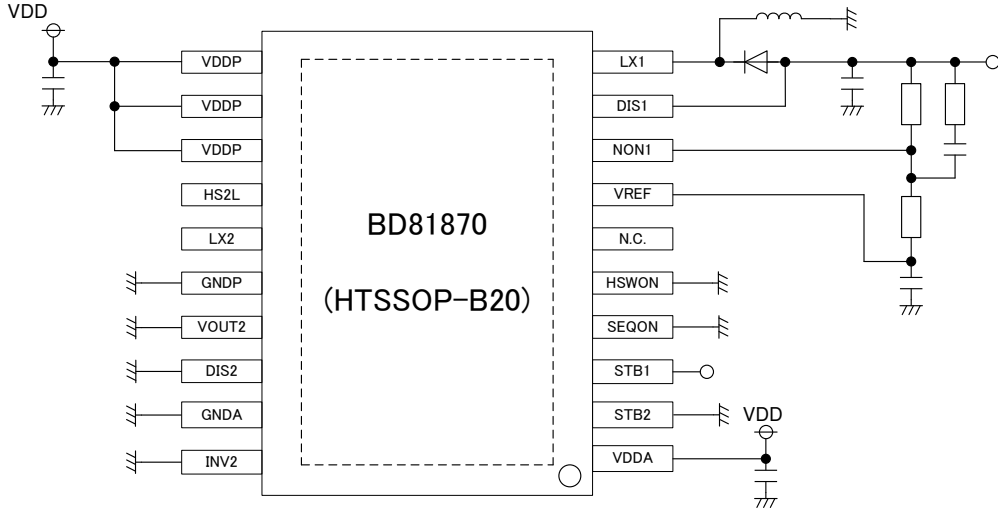 VDD
VDDP
VDDP
VDDP
HS2L
LX2
GNDP
VOUT2
DIS2
GNDA
INV2
BD81870
(HTSSOP-B20)
LX1
DIS1
NON1
VREF
N.C.
HSWON
SEQON
STB1
STB2
VDDA
VDD